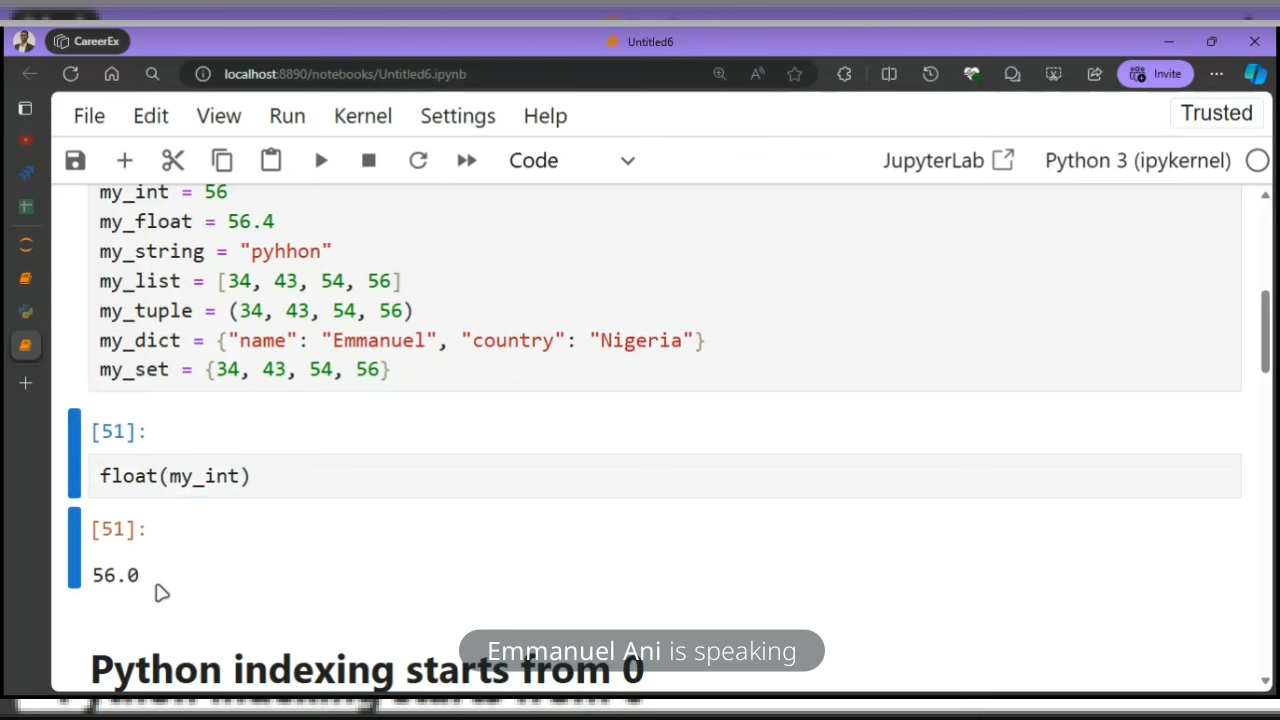 CareerEx
Untitled6
localhost:8890/notebooks/Untitled6.ipynb
Invite
File Edit View Run Kernel Settings Help
Trusted
Code
JupyterLab
Python 3 (ipykernel)
my_int = 56
my_float = 56.4
my_string = "pyhhon"
my_list = [34, 43, 54, 56]
my_tuple = (34, 43, 54, 56)
my_dict = {"name": "Emmanuel", "country": "Nigeria"}
my_set = {34, 43, 54, 56}
[51]:
float(my_int)
[51]:
56.0
Emmanuel Ani is speaking
Python indexing starts from 0